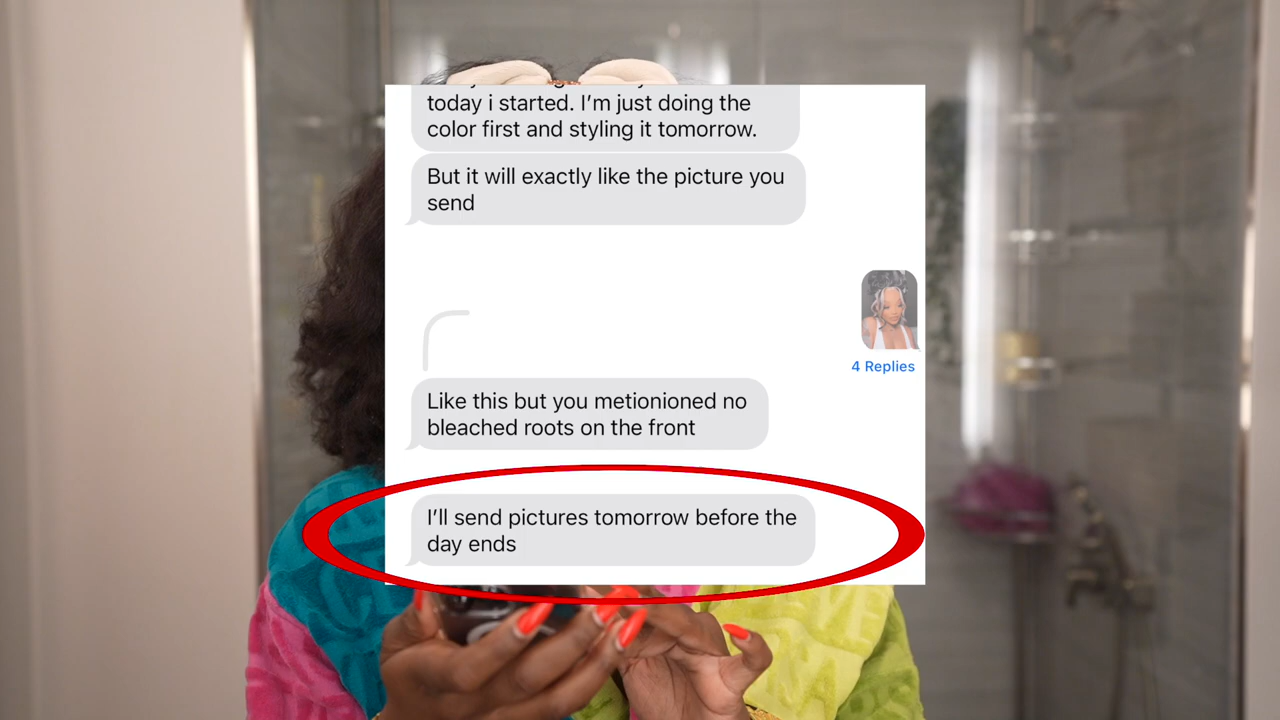 today i started. I’m just doing the
color first and styling it tomorrow.
But it will exactly like the picture you
send
4 Replies
Like this but you metionioned no
bleached roots on the front
I’ll send pictures tomorrow before the
day ends